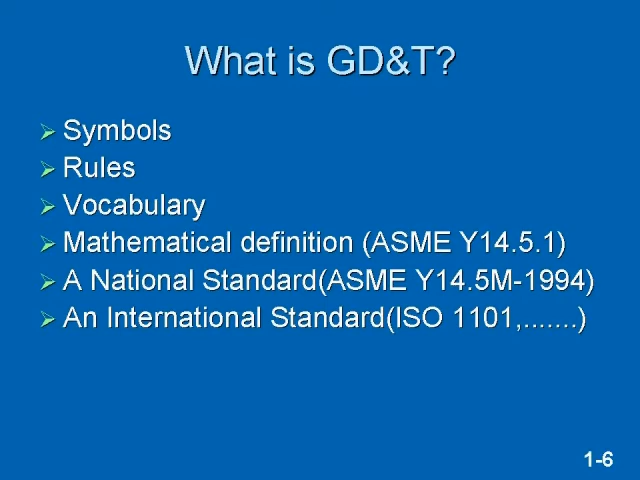 What is GD&T?
Symbols
Rules
Vocabulary
Mathematical definition (ASME Y14.5.1)
A National Standard(ASME Y14.5M-1994)
An International Standard(ISO 1101,.......)
1-6